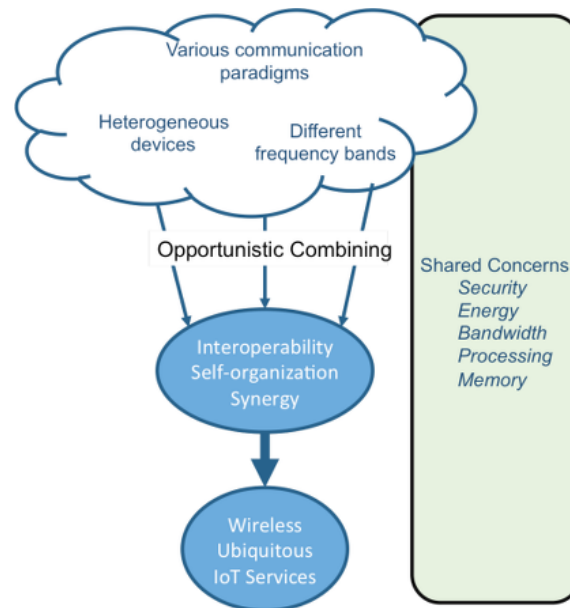 Various communication
paradigms
Heterogeneous
devices
Different
frequency bands
Opportunistic Combining
Interoperability
Self-organization
Synergy
Wireless
Ubiquitous
IoT Services
Shared Concerns
Security
Energy
Bandwidth
Processing
Memory